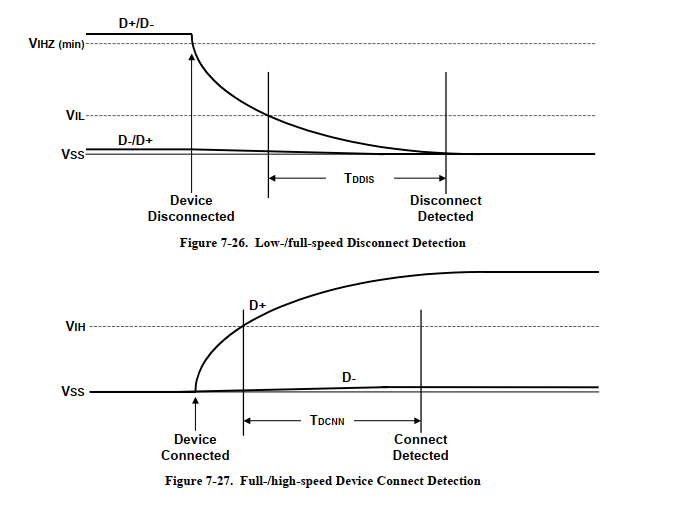 D+/D-
VIHZ (min)
VIL
D-/D+
VSS
TDDIS
Device
Disconnected
Disconnect
Detected
Figure 7-26. Low-/full-speed Disconnect Detection
D+
VIH
D-
VSS
TDCNN
Device
Connected
Connect
Detected
Figure 7-27. Full-/high-speed Device Connect Detection